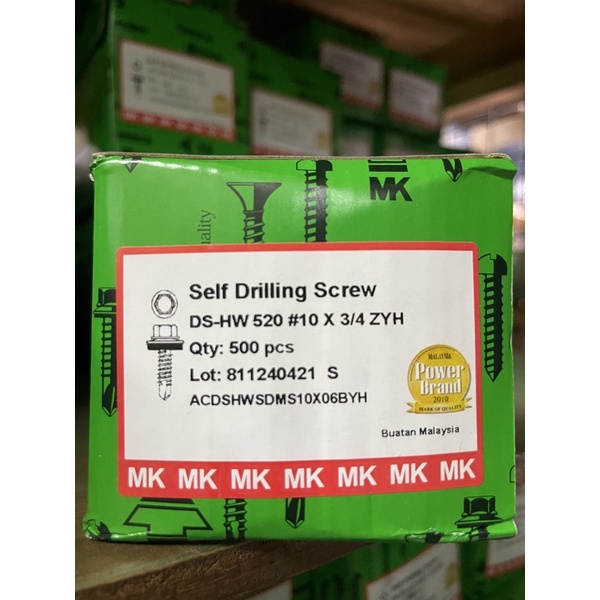 MK
uality
Self Drilling Screw
DS-HW 520 #10 X 3/4 ZYH
Qty: 500 pcs
Lot: 811240421 S
ACDSHWSDMS10X06BYH
MALAYSIA
Power
Brand
2010
MARK OF QUALITY
Buatan Malaysia
MK MK MK MK MK MK MK